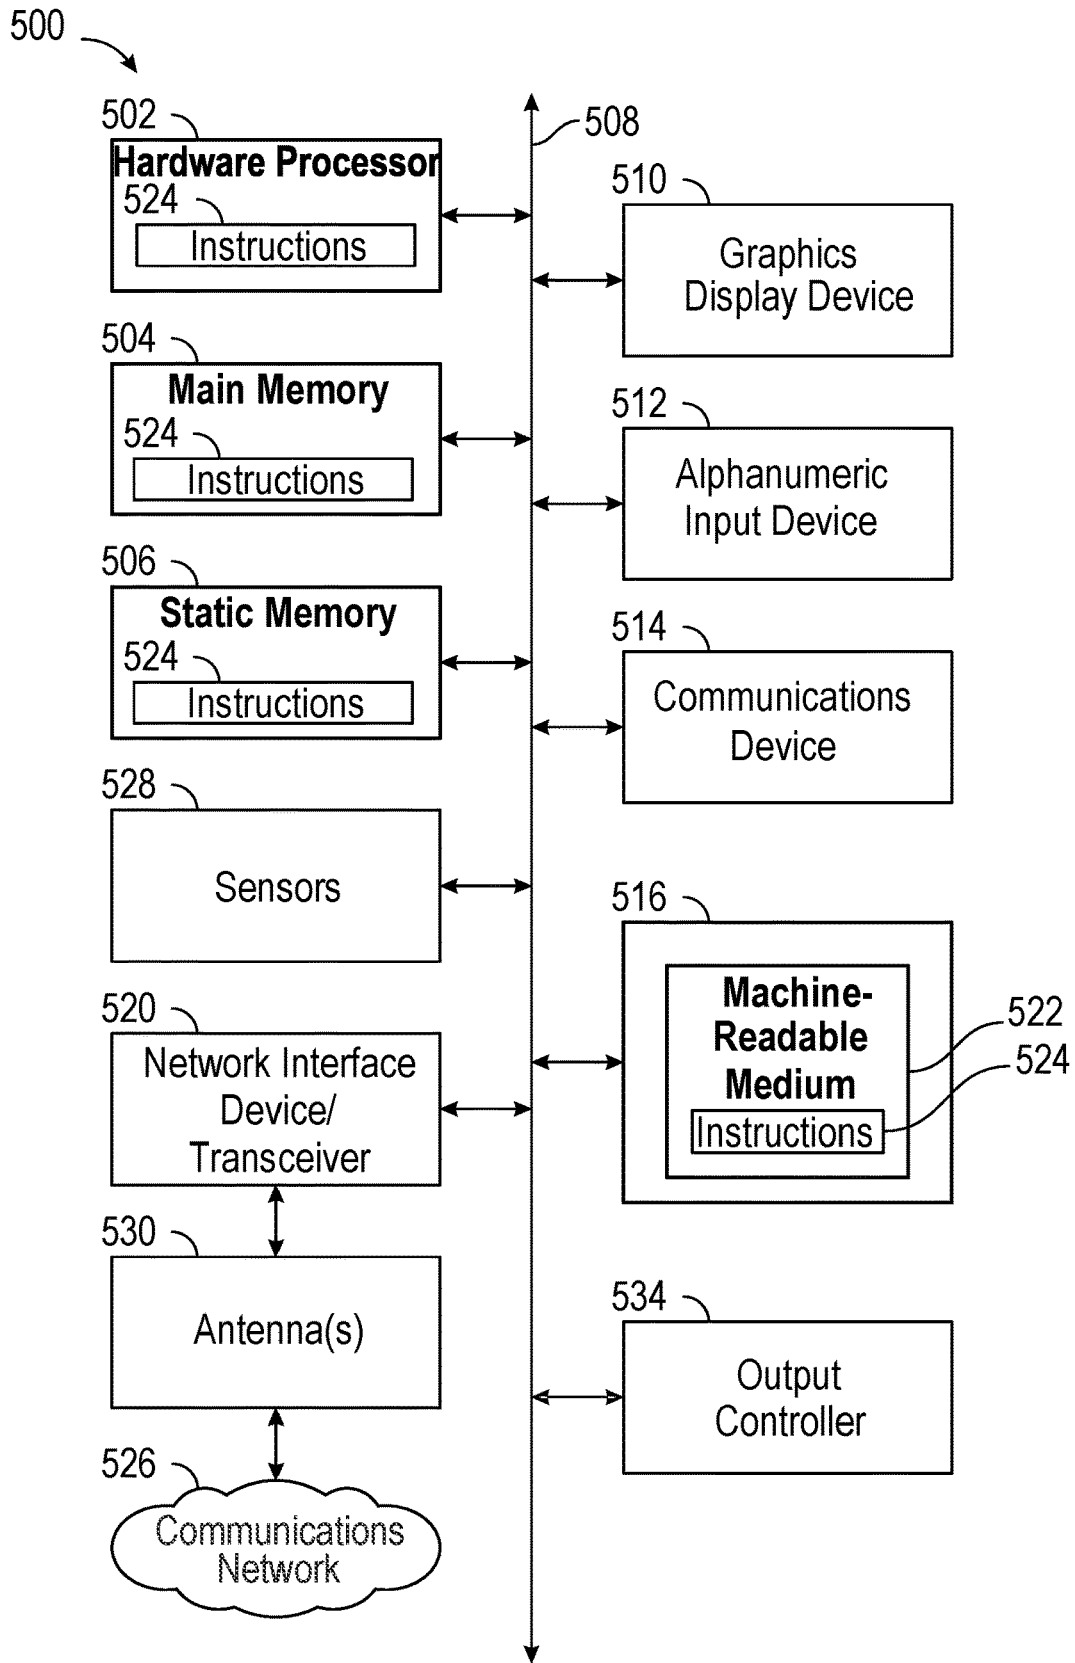 500
502
Hardware Processor
524
Instructions
504
Main Memory
524
Instructions
506
Static Memory
524
Instructions
528
Sensors
520
Network Interface
Device/
Transceiver
530
Antenna(s)
526
Communications
Network
508
510
Graphics
Display Device
512
Alphanumeric
Input Device
514
Communications
Device
516
Machine-
Readable
Medium
Instructions
522
524
534
Output
Controller